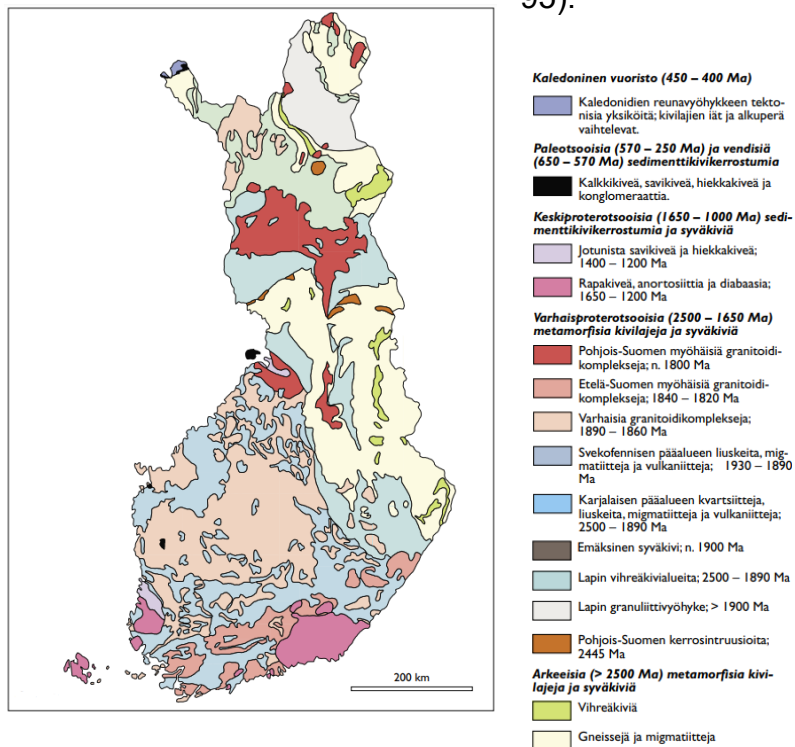 95).
Kaledoninen vuoristo (450 – 400 Ma)
Kaledonidien reunavyöhykkeen tekto-
nisia yksiköitä; kivilajien iät ja alkuperä
vaihtelevat.
Paleotsooisia (570 – 250 Ma) ja vendisiä
(650 – 570 Ma) sedimenttikivikerrostumia
Kalkkikiveä, savikiveä, hiekkakiveä ja
konglomeraattia.
Keskiproterotsooisia (1650 – 1000 Ma) sedi-
menttikivikerrostumia ja syväkiviä
Jotunista savikiveä ja hiekkakiveä;
1400 – 1200 Ma
Rapakiveä, anortosiittia ja diabaasia;
1650 – 1200 Ma
Varhaisproterotsooisia (2500 – 1650 Ma)
metamorfisia kivilajeja ja syväkiviä
Pohjois-Suomen myöhäisiä granitoidi-
komplekseja; n. 1800 Ma
Etelä-Suomen myöhäisiä granitoidi-
komplekseja; 1840 – 1820 Ma
Varhaisia granitoidikomplekseja;
1890 – 1860 Ma
Svekofennisen pääalueen liuskeita, mig-
matiitteja ja vulkaniitteja; 1930 – 1890
Ma
Karjalaisen pääalueen kvartsiitteja,
liuskeita, migmatiitteja ja vulkaniitteja;
2500 – 1890 Ma
Emäksinen syväkivi; n. 1900 Ma
Lapin vihreäkivialueita; 2500 – 1890 Ma
Lapin granuliittivyöhyke; > 1900 Ma
Pohjois-Suomen kerrosintruusioita;
2445 Ma
Arkeeisia (> 2500 Ma) metamorfisia kivi-
lajeja ja syväkiviä
Vihreäkiviä
Gneissejä ja migmatiitteja
200 km